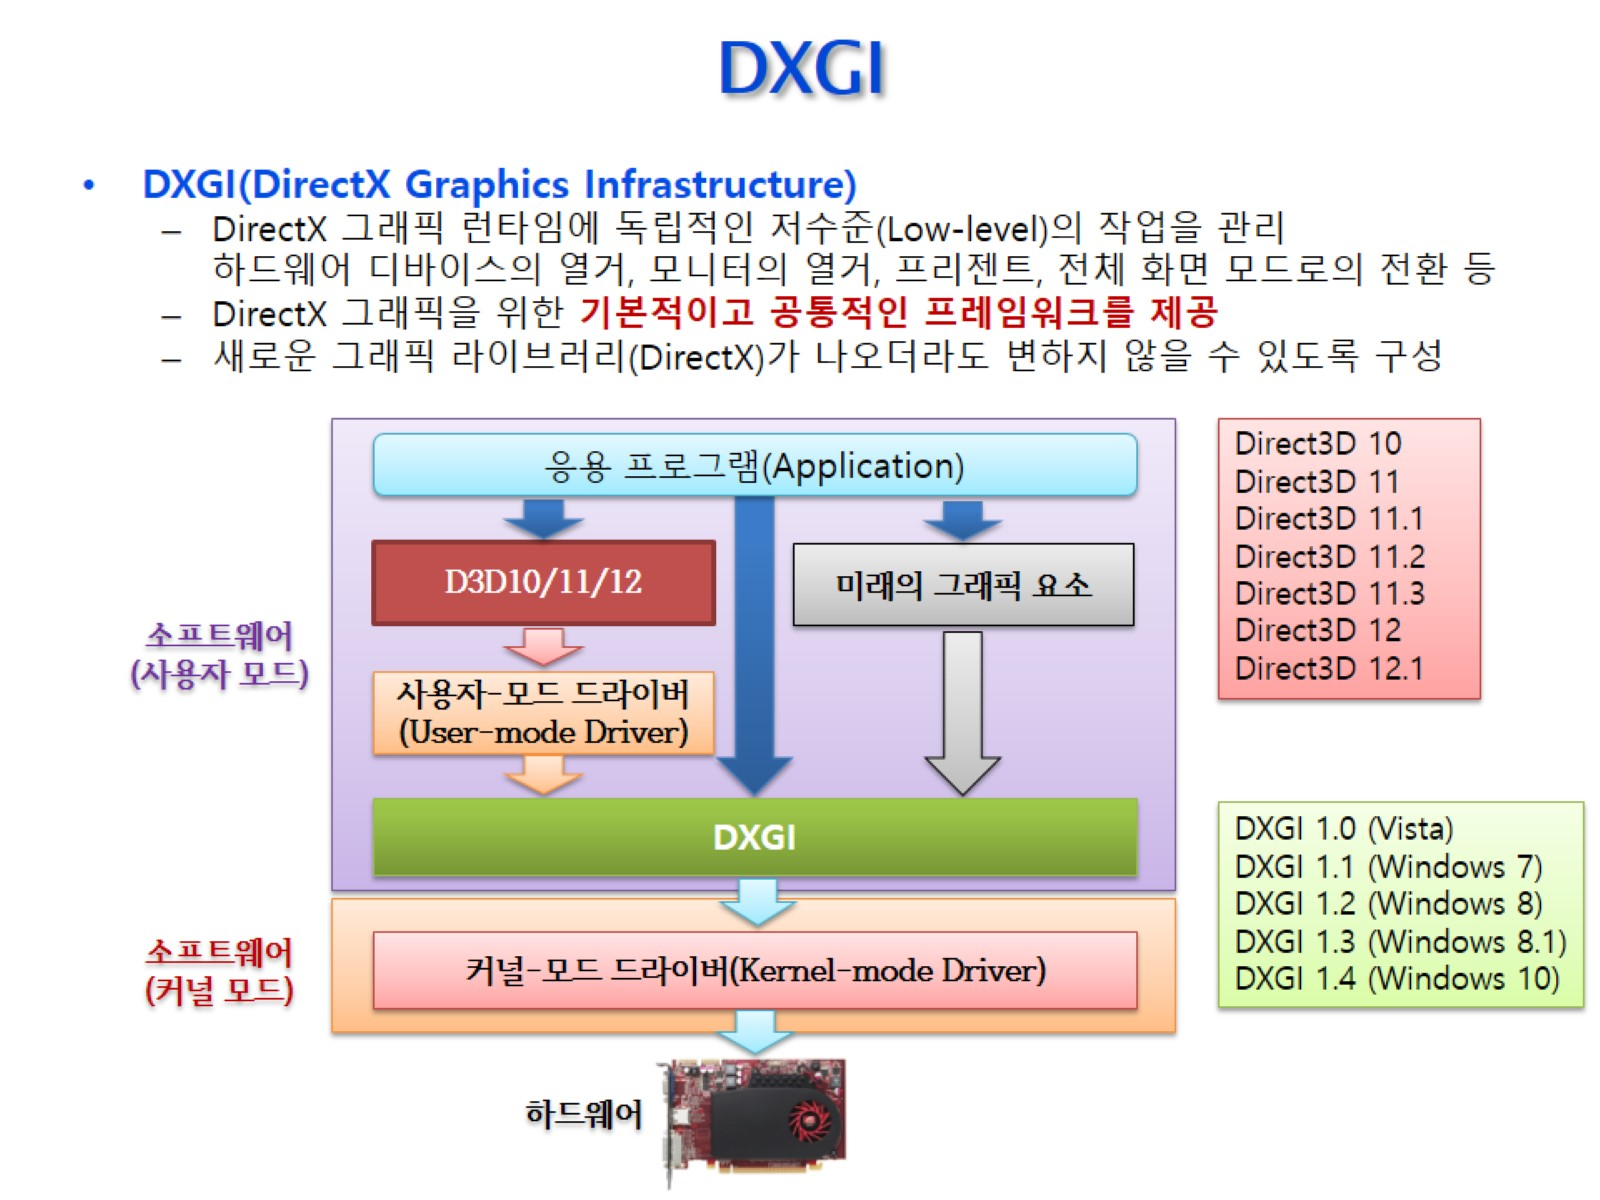 DXGI
• DXGI(DirectX Graphics Infrastructure)
– DirectX 그래픽 런타임에 독립적인 저수준(Low-level)의 작업을 관리
하드웨어 디바이스의 열거, 모니터의 열거, 프리젠트, 전체 화면 모드로의 전환 등
– DirectX 그래픽을 위한 기본적이고 공통적인 프레임워크를 제공
– 새로운 그래픽 라이브러리(DirectX)가 나오더라도 변하지 않을 수 있도록 구성
응용 프로그램(Application)
D3D10/11/12
미래의 그래픽 요소
사용자-모드 드라이버
(User-mode Driver)
DXGI
소프트웨어
(사용자 모드)
소프트웨어
(커널 모드)
커널-모드 드라이버(Kernel-mode Driver)
하드웨어
Direct3D 10
Direct3D 11
Direct3D 11.1
Direct3D 11.2
Direct3D 11.3
Direct3D 12
Direct3D 12.1
DXGI 1.0 (Vista)
DXGI 1.1 (Windows 7)
DXGI 1.2 (Windows 8)
DXGI 1.3 (Windows 8.1)
DXGI 1.4 (Windows 10)